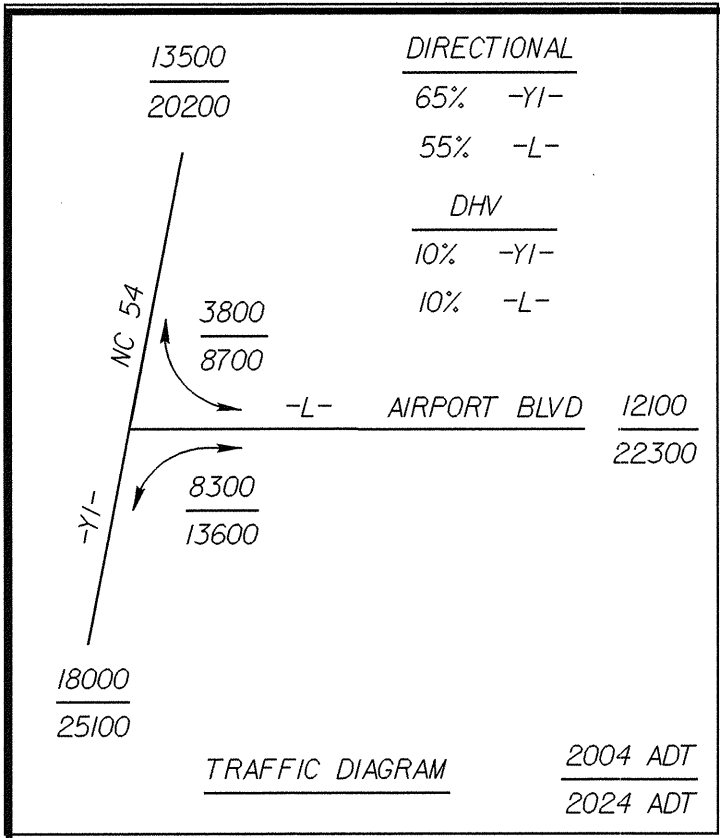 13500
20200
DIRECTIONAL
65% -Y1-
55% -L-
DHV
10% -Y1-
10% -L-
NC 54
3800
8700
-L- AIRPORT BLVD
12100
22300
8300
13600
-Y1-
18000
25100
TRAFFIC DIAGRAM
2004 ADT
2024 ADT